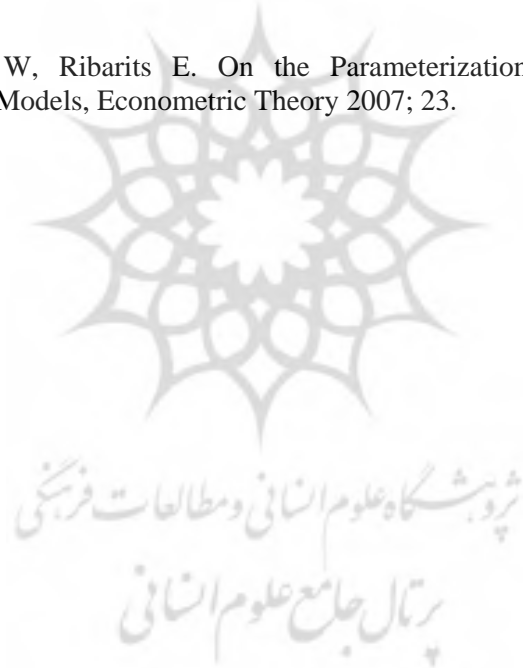 W, Ribarits E. On the Parameterization
Models, Econometric Theory 2007; 23.
پژوهشگاه علوم انسانی و مطالعات فرهنگی
پرتال جامع علوم انسانی